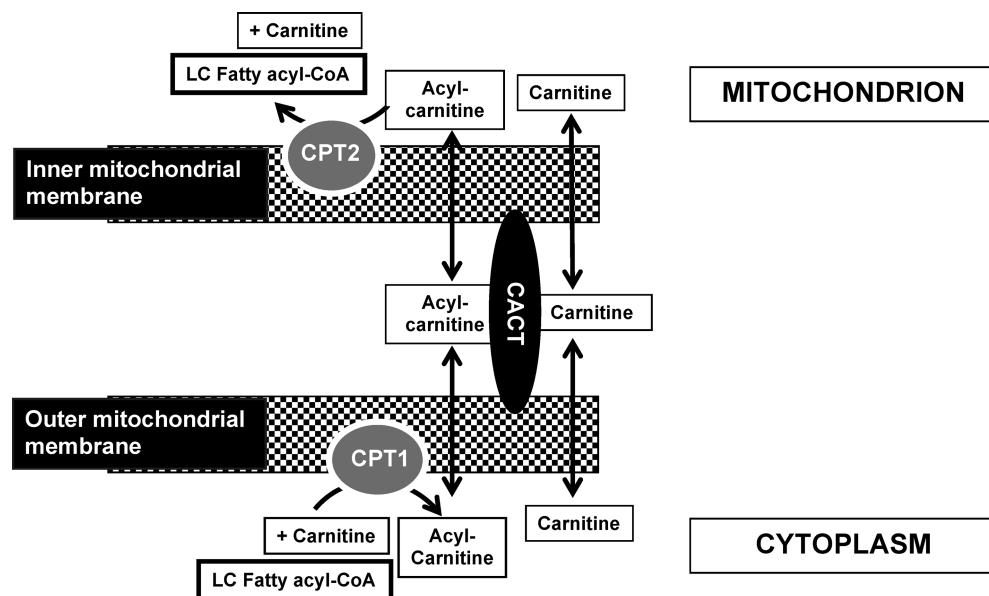 + Carnitine
LC Fatty acyl-CoA
Acyl-
carnitine
Carnitine
MITOCHONDRION
CPT2
Inner mitochondrial
membrane
Acyl-
carnitine
CACT
Carnitine
Outer mitochondrial
membrane
CPT1
+ Carnitine
LC Fatty acyl-CoA
Acyl-
Carnitine
Carnitine
CYTOPLASM